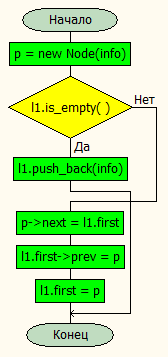 Начало
p = new Node(info)
l1.is_empty( )
Нет
Да
l1.push_back(info)
p->next = l1.first
l1.first->prev = p
l1.first = p
Конец